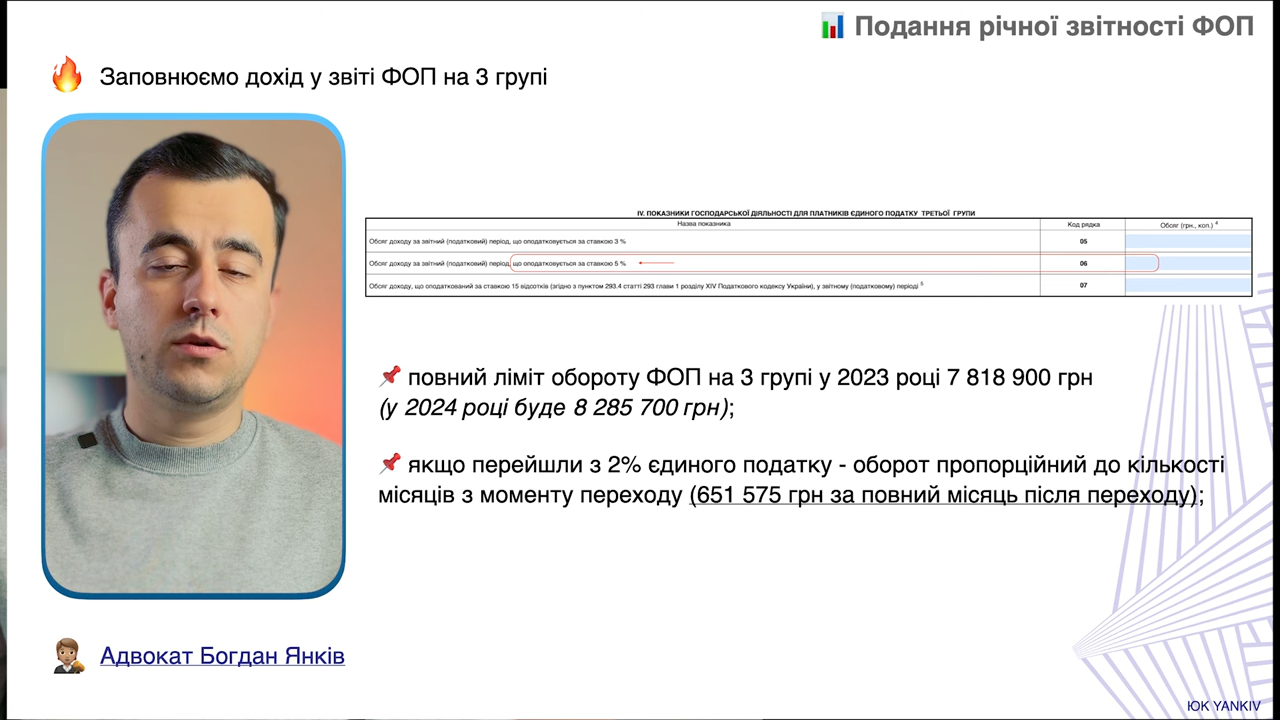 Подання річної звітності ФОП
Заповнюємо дохід у звіті ФОП на 3 групі
IV. ПОКАЗНИКИ ГОСПОДАРСЬКОЇ ДІЯЛЬНОСТІ ДЛЯ ПЛАТНИКІВ ЄДИНОГО ПОДАТКУ ТРЕТЬОЇ ГРУПИ
Назва показника Код рядка Обсяг (грн., коп.) 4
Обсяг доходу за звітний (податковий) період, що оподатковується за ставкою 3 % 05
Обсяг доходу за звітний (податковий) період, що оподатковується за ставкою 5 % 06
Обсяг доходу, що оподаткований за ставкою 15 відсотків (згідно з пунктом 293.4 статті 293 глави 1 розділу XIV Податкового кодексу України), у звітному (податковому) періоді 5 07
повний ліміт обороту ФОП на 3 групі у 2023 році 7 818 900 грн
(у 2024 році буде 8 285 700 грн);
якщо перейшли з 2% єдиного податку - оборот пропорційний до кількості
місяців з моменту переходу (651 575 грн за повний місяць після переходу);
Адвокат Богдан Янків
ЮК YANKIV